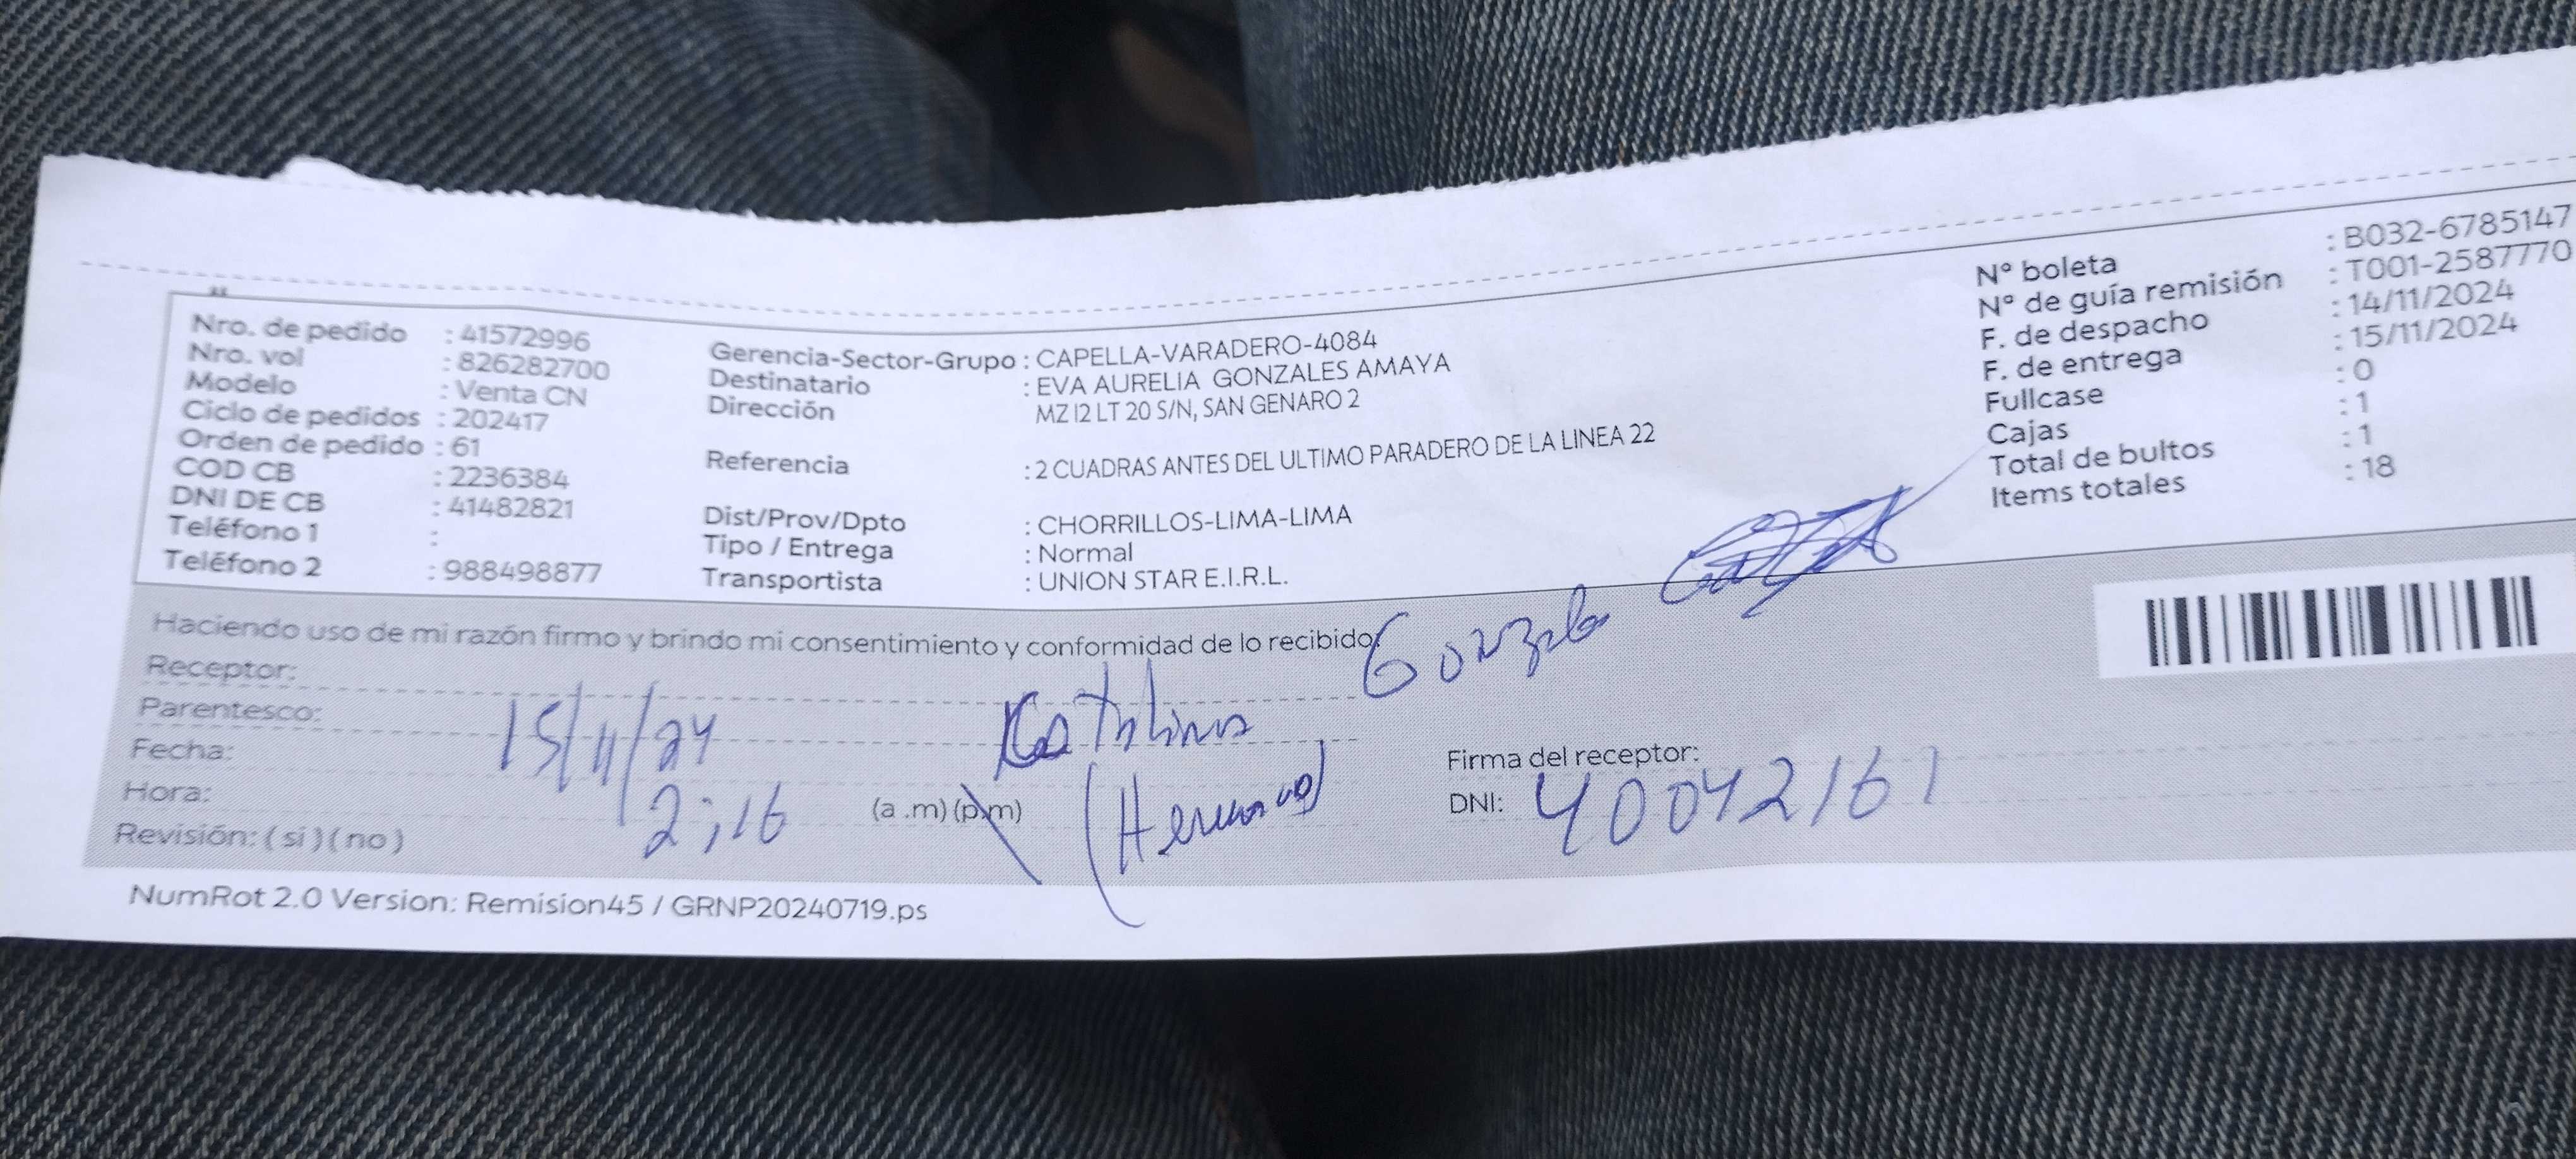 Nro. de pedido : 41572996
Nro. vol : 826282700
Modelo : Venta CN
Ciclo de pedidos : 202417
Orden de pedido : 61
COD CB : 2236384
DNI DE CB : 41482821
Teléfono 1 :
Teléfono 2 : 988498877
Gerencia-Sector-Grupo : CAPELLA-VARADERO-4084
Destinatario : EVA AURELIA GONZALES AMAYA
Dirección MZ I2 LT 20 S/N, SAN GENARO 2
Referencia : 2 CUADRAS ANTES DEL ULTIMO PARADERO DE LA LINEA 22
Dist/Prov/Dpto : CHORRILLOS-LIMA-LIMA
Tipo / Entrega : Normal
Transportista : UNION STAR E.I.R.L.
N° boleta : B032-6785147
N° de guía remisión : T001-2587770
F. de despacho : 14/11/2024
F. de entrega : 15/11/2024
Fullcase : 0
Cajas : 1
Total de bultos : 1
Items totales : 18
Haciendo uso de mi razón firmo y brindo mi consentimiento y conformidad de lo recibido:
Receptor: Katalina Gonzales
Parentesco: (Hermana)
Fecha: 15/11/24
Hora: 2:16 (a.m) (p.m)
Revisión: ( si ) ( no )
Firma del receptor:
DNI: 40042161
NumRot 2.0 Version: Remision45 / GRNP20240719.ps